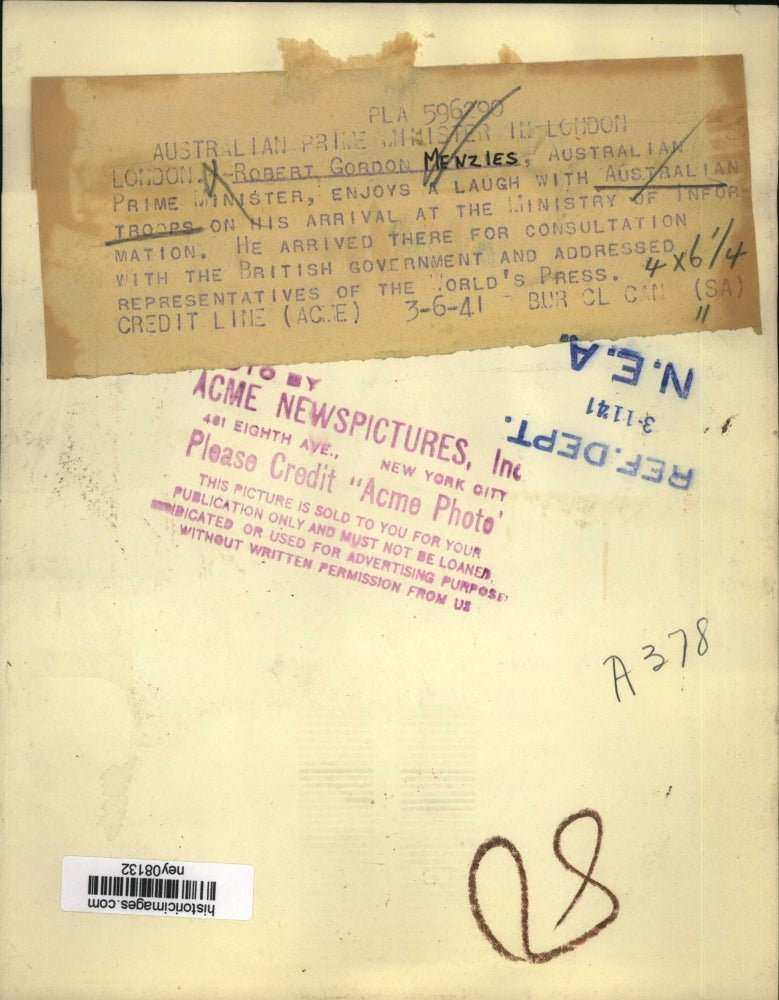 PLA 596290
AUSTRALIAN PRIME MINISTER IN LONDON
LONDON.--ROBERT GORDON MENZIES, AUSTRALIAN
PRIME MINISTER, ENJOYS A LAUGH WITH AUSTRALIAN
TROOPS ON HIS ARRIVAL AT THE MINISTRY OF INFOR-
MATION. HE ARRIVED THERE FOR CONSULTATION
WITH THE BRITISH GOVERNMENT AND ADDRESSED
REPRESENTATIVES OF THE WORLD'S PRESS.
4 x 6 1/4"
CREDIT LINE (ACME) 3-6-41 BUR CL CAN (SA)
N.E.A.
3-1141
REF. DEPT.
BY
ACME NEWSPICTURES, Inc
461 EIGHTH AVE., NEW YORK CITY
Please Credit "Acme Photo"
THIS PICTURE IS SOLD TO YOU FOR YOUR
PUBLICATION ONLY AND MUST NOT BE LOANED,
SYNDICATED OR USED FOR ADVERTISING PURPOSES
WITHOUT WRITTEN PERMISSION FROM US
A378
28
historicimages.com
ney08132